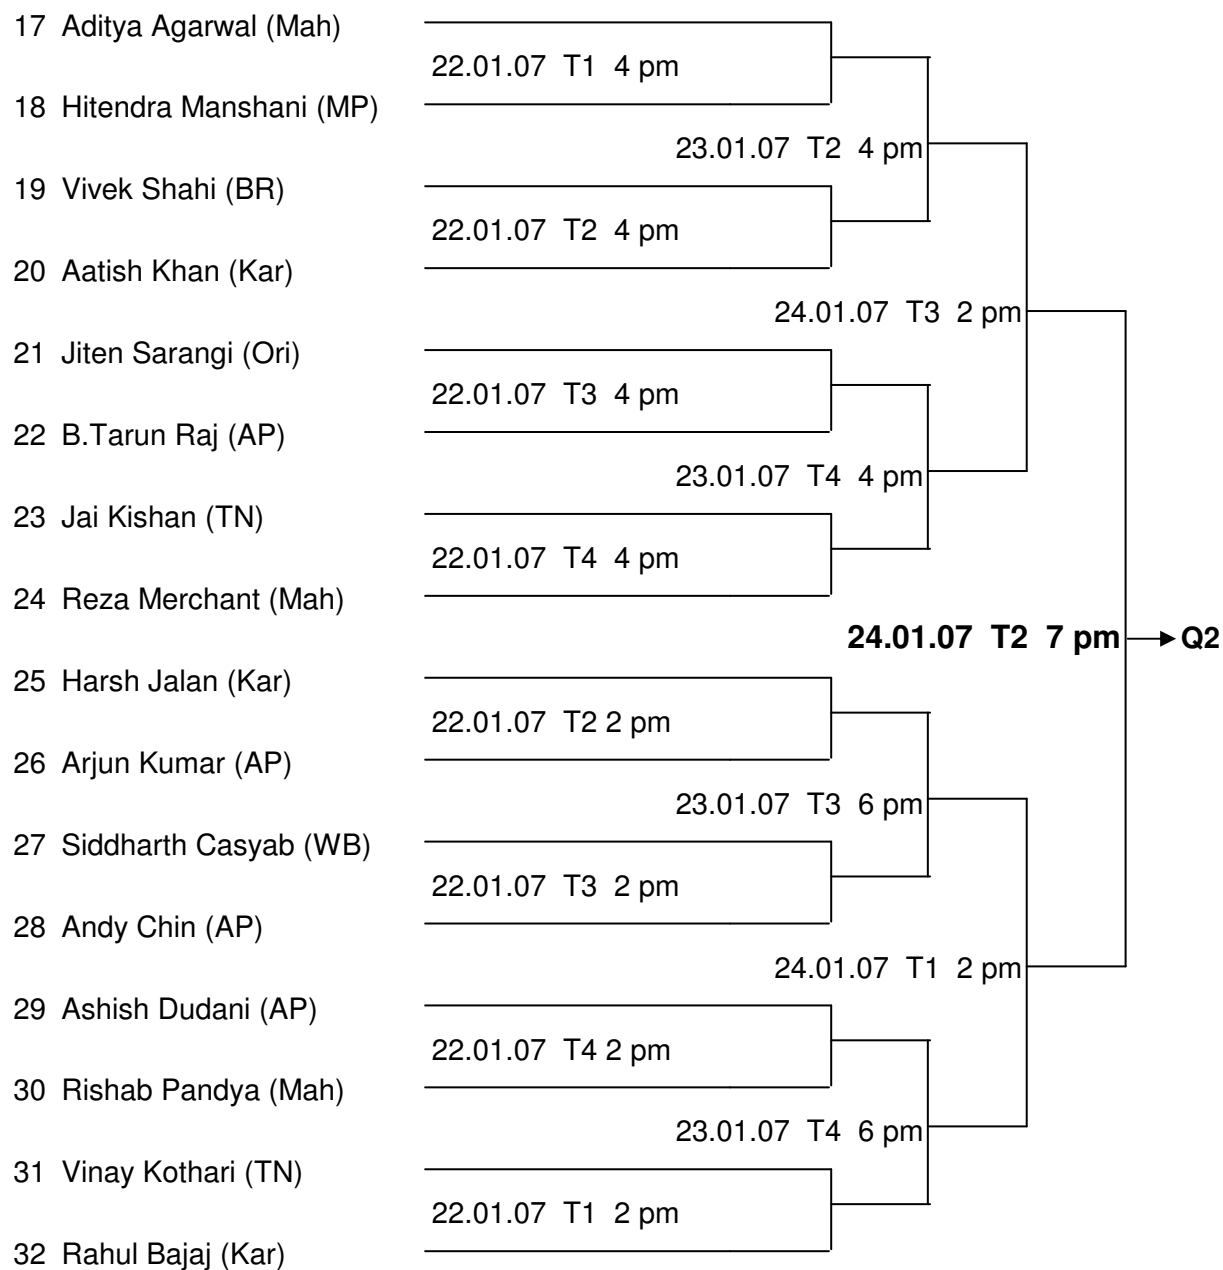 17 Aditya Agarwal (Mah)
22.01.07 T1 4 pm
18 Hitendra Manshani (MP)
23.01.07 T2 4 pm
19 Vivek Shahi (BR)
22.01.07 T2 4 pm
20 Aatish Khan (Kar)
24.01.07 T3 2 pm
21 Jiten Sarangi (Ori)
22.01.07 T3 4 pm
22 B.Tarun Raj (AP)
23.01.07 T4 4 pm
23 Jai Kishan (TN)
22.01.07 T4 4 pm
24 Reza Merchant (Mah)
24.01.07 T2 7 pm Q2
25 Harsh Jalan (Kar)
22.01.07 T2 2 pm
26 Arjun Kumar (AP)
23.01.07 T3 6 pm
27 Siddharth Casyab (WB)
22.01.07 T3 2 pm
28 Andy Chin (AP)
24.01.07 T1 2 pm
29 Ashish Dudani (AP)
22.01.07 T4 2 pm
30 Rishab Pandya (Mah)
23.01.07 T4 6 pm
31 Vinay Kothari (TN)
22.01.07 T1 2 pm
32 Rahul Bajaj (Kar)